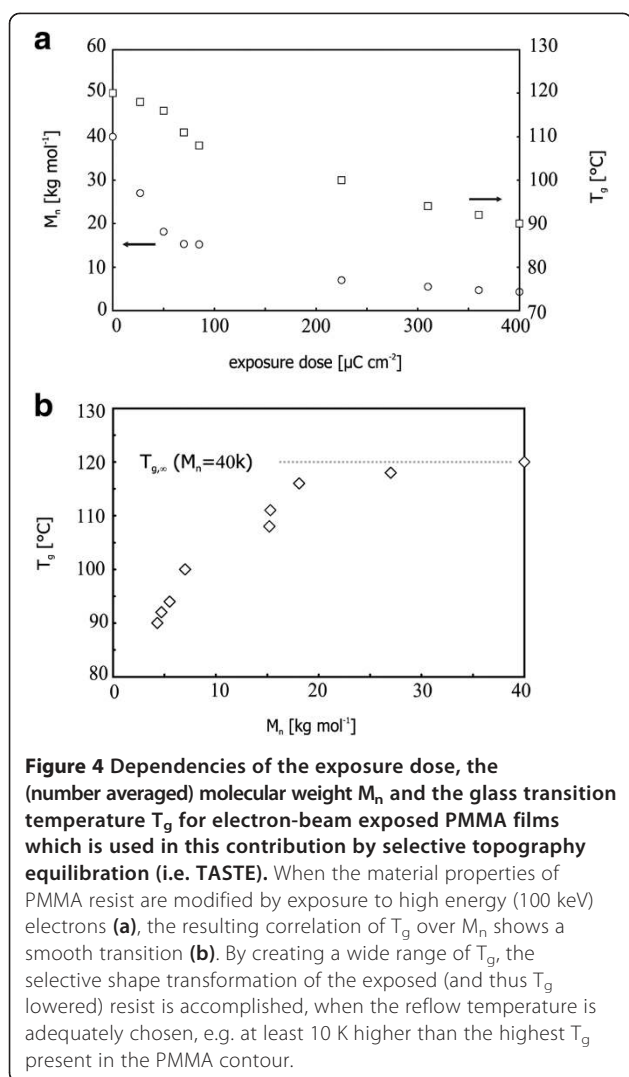 a
60
50
40
30
20
10
0
M_n [kg mol⁻¹]
130
120
110
100
90
80
70
T_g [°C]
0 100 200 300 400
exposure dose [µC cm⁻²]
b
130
120
110
100
90
80
T_g [°C]
T_g,∞ (M_n=40k)
0 10 20 30 40
M_n [kg mol⁻¹]
Figure 4 Dependencies of the exposure dose, the
(number averaged) molecular weight M_n and the glass transition
temperature T_g for electron-beam exposed PMMA films
which is used in this contribution by selective topography
equilibration (i.e. TASTE). When the material properties of
PMMA resist are modified by exposure to high energy (100 keV)
electrons (a), the resulting correlation of T_g over M_n shows a
smooth transition (b). By creating a wide range of T_g, the
selective shape transformation of the exposed (and thus T_g
lowered) resist is accomplished, when the reflow temperature is
adequately chosen, e.g. at least 10 K higher than the highest T_g
present in the PMMA contour.